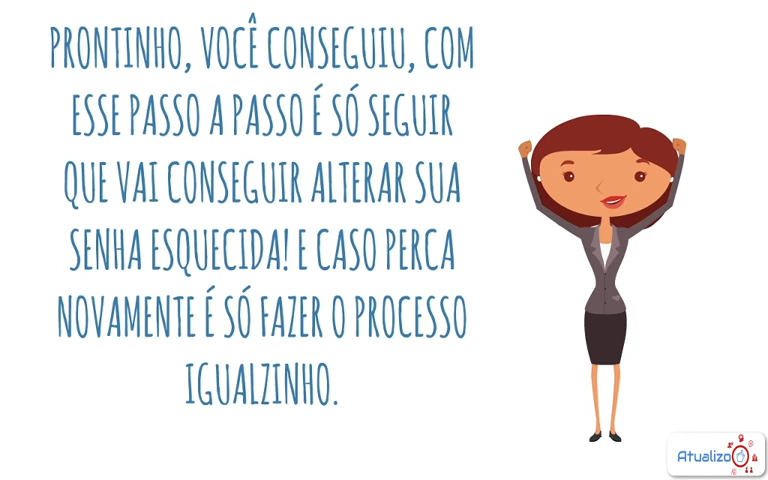 PRONTINHO, VOCÊ CONSEGUIU, COM
ESSE PASSO A PASSO É SÓ SEGUIR
QUE VAI CONSEGUIR ALTERAR SUA
SENHA ESQUECIDA! E CASO PERCA
NOVAMENTE É SÓ FAZER O PROCESSO
IGUALZINHO.
Atualizo